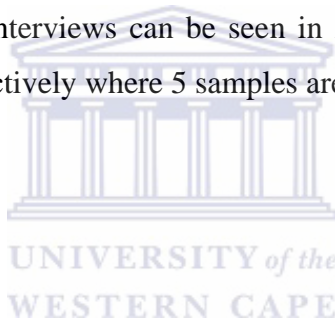 nterviews can be seen in
ctively where 5 samples are
UNIVERSITY of the
WESTERN CAPE